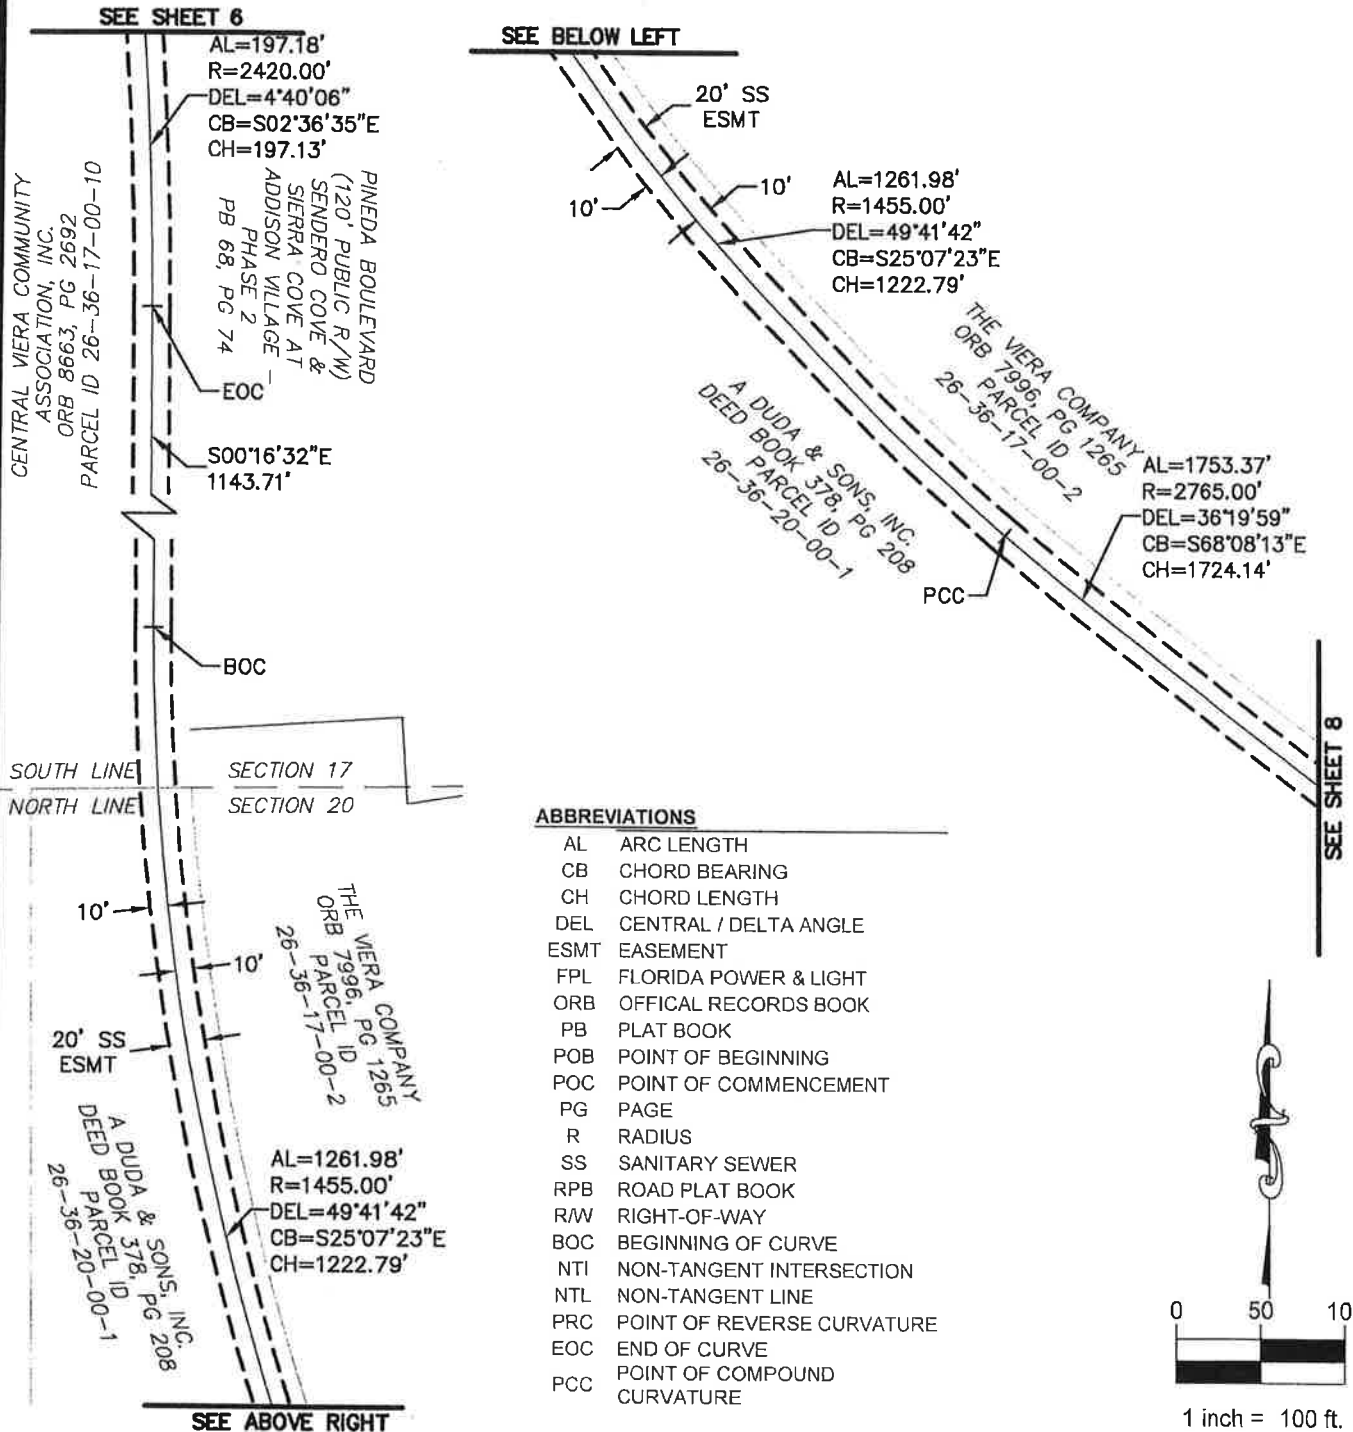 SEE SHEET 6
AL=197.18'
R=2420.00'
DEL=4°40'06"
CB=S02°36'35"E
CH=197.13'
CENTRAL VIERA COMMUNITY
ASSOCIATION, INC.
ORB 8663, PG 2692
PARCEL ID 26-36-17-00-10
PINEDA BOULEVARD
(120' PUBLIC R/W)
SENDERO COVE &
SIERRA COVE AT
ADDISON VILLAGE -
PHASE 2
PB 68, PG 74
EOC
S00°16'32"E
1143.71'
BOC
SOUTH LINE
SECTION 17
NORTH LINE
SECTION 20
10'
10'
20' SS
ESMT
THE VIERA COMPANY
ORB 7996, PG 1265
PARCEL ID
26-36-17-00-2
A DUDA & SONS, INC.
DEED BOOK 378, PG 208
PARCEL ID
26-36-20-00-1
AL=1261.98'
R=1455.00'
DEL=49°41'42"
CB=S25°07'23"E
CH=1222.79'
SEE ABOVE RIGHT
SEE BELOW LEFT
20' SS
ESMT
10'
10'
AL=1261.98'
R=1455.00'
DEL=49°41'42"
CB=S25°07'23"E
CH=1222.79'
THE VIERA COMPANY
ORB 7996, PG 1265
PARCEL ID
26-36-17-00-2
A DUDA & SONS, INC.
DEED BOOK 378, PG 208
PARCEL ID
26-36-20-00-1
AL=1753.37'
R=2765.00'
DEL=36°19'59"
CB=S68°08'13"E
CH=1724.14'
PCC
SEE SHEET 8
ABBREVIATIONS
AL ARC LENGTH
CB CHORD BEARING
CH CHORD LENGTH
DEL CENTRAL / DELTA ANGLE
ESMT EASEMENT
FPL FLORIDA POWER & LIGHT
ORB OFFICAL RECORDS BOOK
PB PLAT BOOK
POB POINT OF BEGINNING
POC POINT OF COMMENCEMENT
PG PAGE
R RADIUS
SS SANITARY SEWER
RPB ROAD PLAT BOOK
R/W RIGHT-OF-WAY
BOC BEGINNING OF CURVE
NTI NON-TANGENT INTERSECTION
NTL NON-TANGENT LINE
PRC POINT OF REVERSE CURVATURE
EOC END OF CURVE
PCC POINT OF COMPOUND
CURVATURE
0 50 10
1 inch = 100 ft.